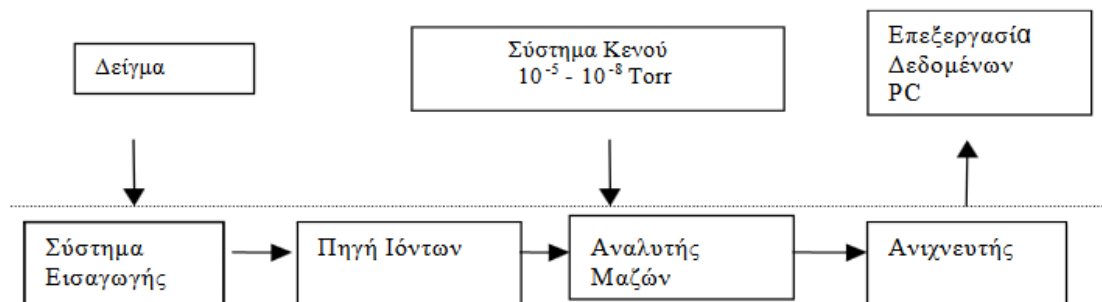 Δείγμα
Σύστημα Κενού
10⁻⁵ - 10⁻⁸ Torr
Επεξεργασία
Δεδομένων
PC
Σύστημα
Εισαγωγής
Πηγή Ιόντων
Αναλυτής
Μαζών
Ανιχνευτής